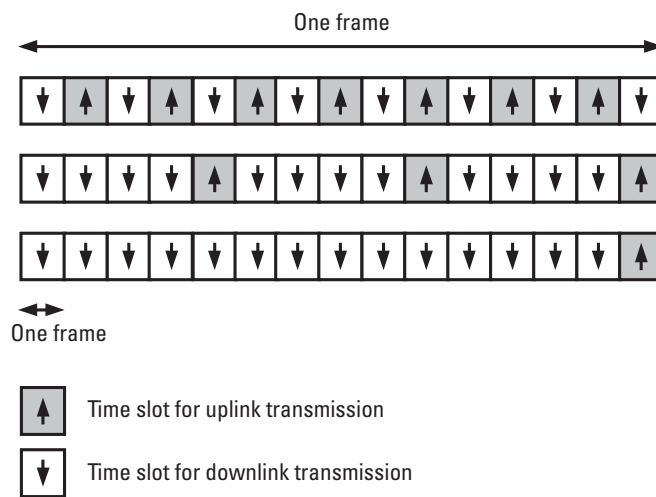 One frame
One frame
Time slot for uplink transmission
Time slot for downlink transmission